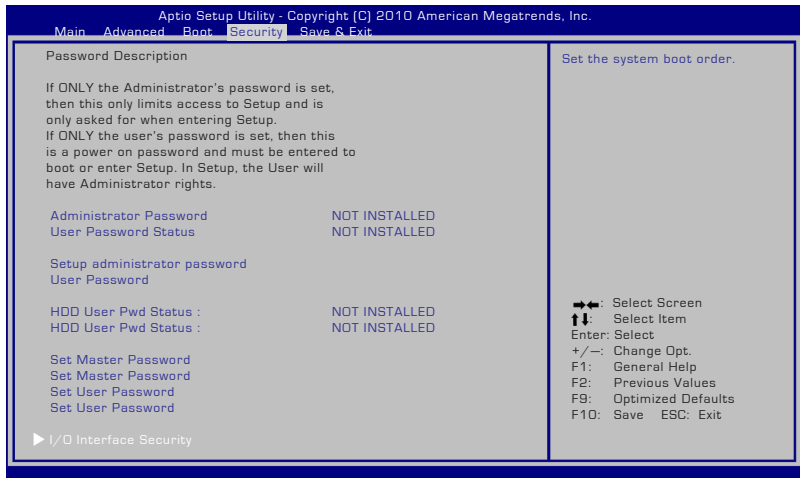 Aptio Setup Utility - Copyright (C) 2010 American Megatrends, Inc.
Main Advanced Boot Security Save & Exit
Password Description
If ONLY the Administrator's password is set,
then this only limits access to Setup and is
only asked for when entering Setup.
If ONLY the user's password is set, then this
is a power on password and must be entered to
boot or enter Setup. In Setup, the User will
have Administrator rights.
Administrator Password NOT INSTALLED
User Password Status NOT INSTALLED
Setup administrator password
User Password
HDD User Pwd Status : NOT INSTALLED
HDD User Pwd Status : NOT INSTALLED
Set Master Password
Set Master Password
Set User Password
Set User Password
I/O Interface Security
Set the system boot order.
→←: Select Screen
↑↓: Select Item
Enter: Select
+/—: Change Opt.
F1: General Help
F2: Previous Values
F9: Optimized Defaults
F10: Save ESC: Exit